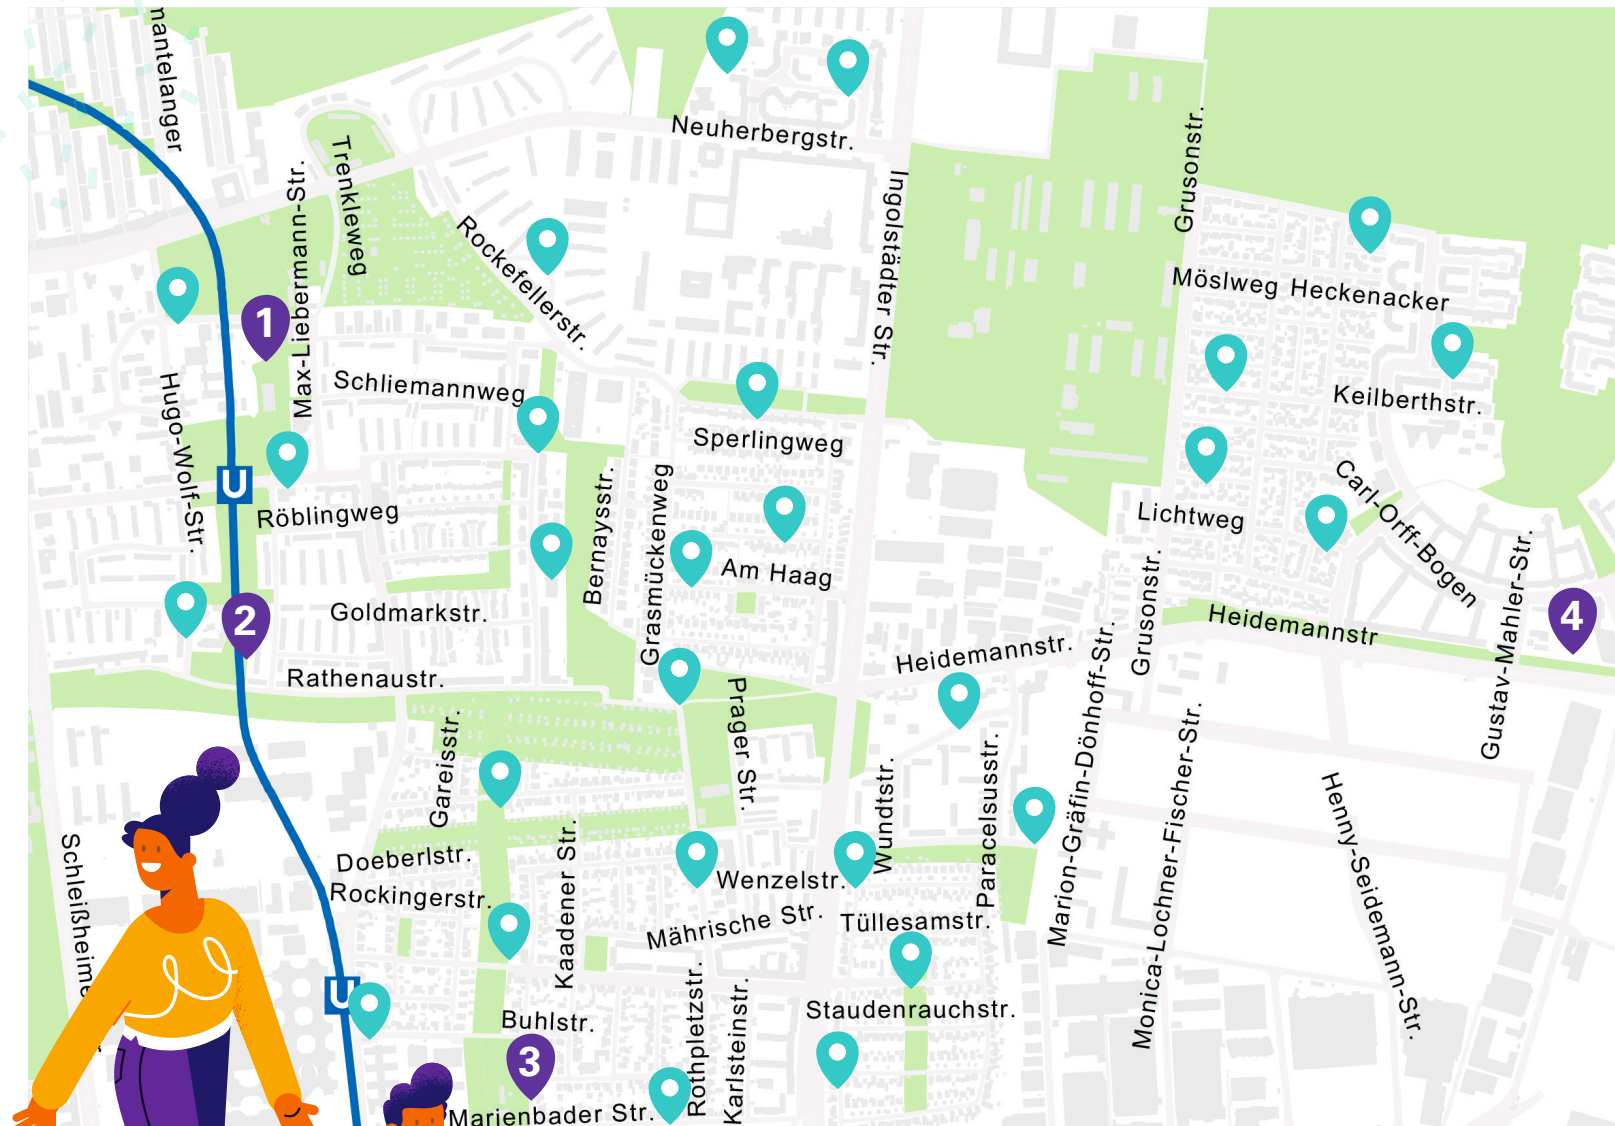 mantelanger
Neuherbergstr.
Trenkleweg
Max-Liebermann-Str.
Rockefellerstr.
Ingolstädter Str.
Grusonstr.
Möslweg
Heckenacker
1
Schliemannweg
Keilberthstr.
Hugo-Wolf-Str.
Sperlingweg
U
Röblingweg
Bernaysstr.
Grasmückenweg
Am Haag
Lichtweg
Carl-Orff-Bogen
2
Goldmarkstr.
Heidemannstr.
Grusonstr.
Heidemannstr
Gustav-Mahler-Str.
4
Rathenaustr.
Gareisstr.
Prager Str.
Wundtstr.
Paracelsusstr.
Marion-Gräfin-Dönhoff-Str.
Monica-Lochner-Fischer-Str.
Henny-Seidemann-Str.
Schleißheime
Doeberlstr.
Rockingerstr.
Kaadener Str.
Wenzelstr.
Mährische Str.
Tüllesamstr.
U
Buhlstr.
Rothpletzstr.
Karlsteinstr.
Staudenrauchstr.
3
Marienbader Str.